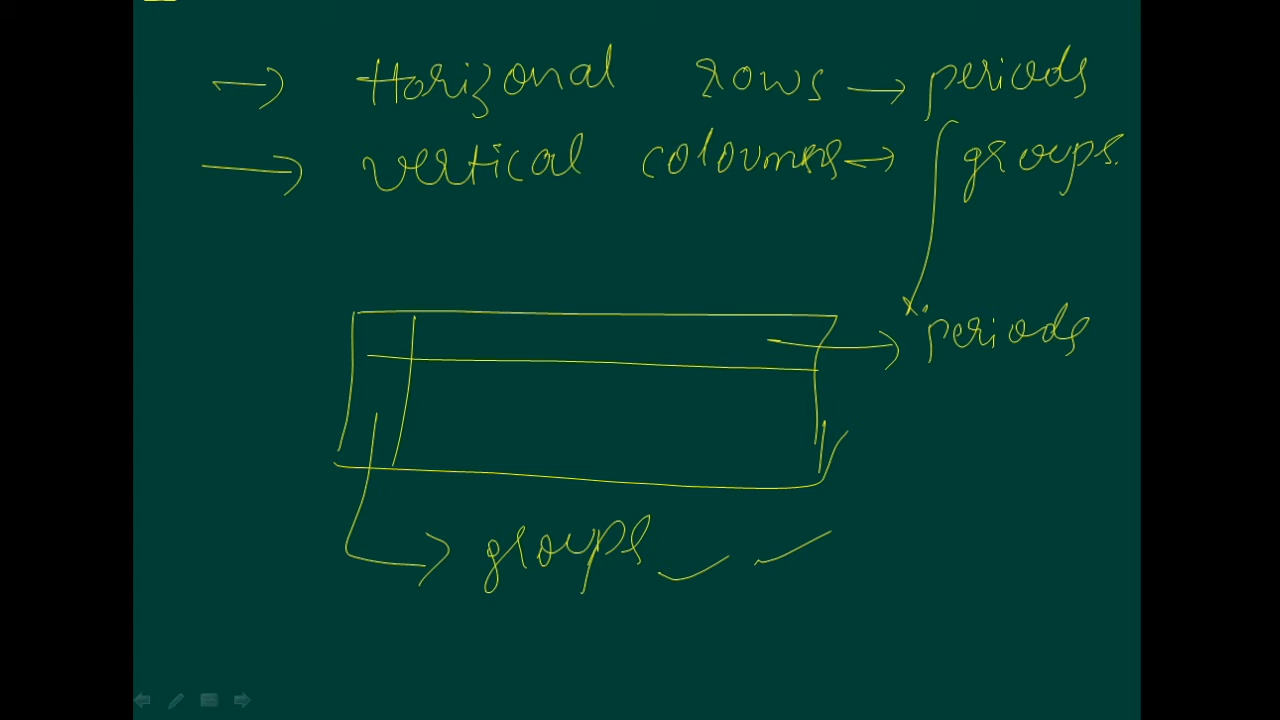 → Horizonal rows → periods
→ vertical coloumns → groups.
→ periods
→ groups